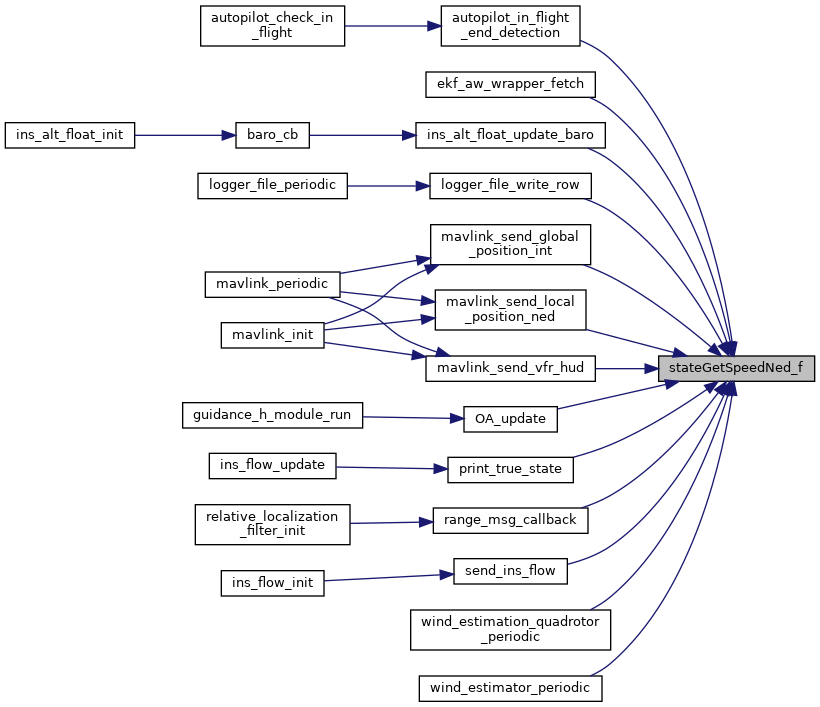 autopilot_check_in
_flight
autopilot_in_flight
_end_detection
ekf_aw_wrapper_fetch
ins_alt_float_init
baro_cb
ins_alt_float_update_baro
logger_file_periodic
logger_file_write_row
mavlink_send_global
_position_int
mavlink_periodic
mavlink_send_local
_position_ned
mavlink_init
mavlink_send_vfr_hud
stateGetSpeedNed_f
guidance_h_module_run
OA_update
ins_flow_update
print_true_state
relative_localization
_filter_init
range_msg_callback
ins_flow_init
send_ins_flow
wind_estimation_quadrotor
_periodic
wind_estimator_periodic